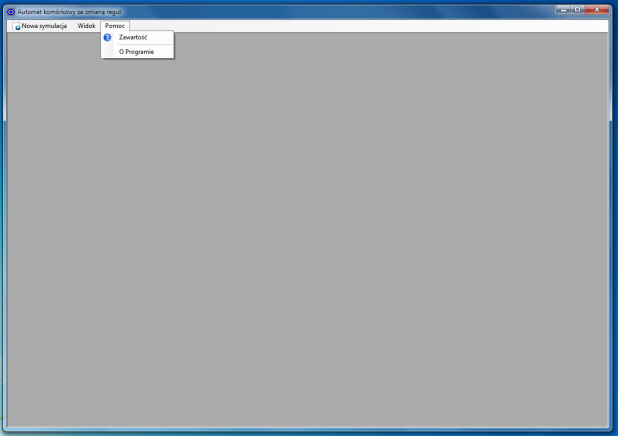 Automat komórkowy ze zmianą reguł
Nowa symulacja Widok Pomoc
Zawartość
O Programie